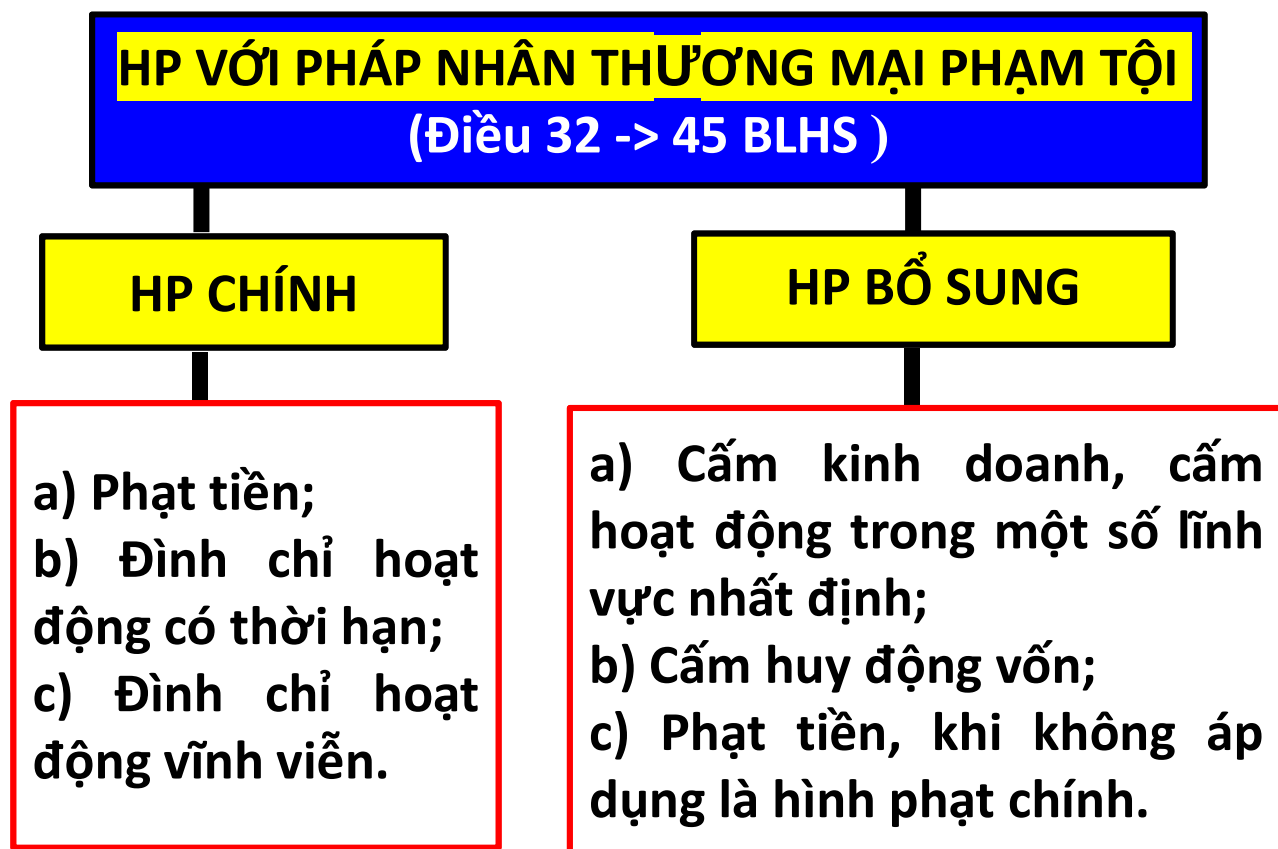 HP VỚI PHÁP NHÂN THƯƠNG MẠI PHẠM TỘI
(Điều 32 -> 45 BLHS )
HP CHÍNH
HP BỔ SUNG
a) Phạt tiền;
b) Đình chỉ hoạt
động có thời hạn;
c) Đình chỉ hoạt
động vĩnh viễn.
a) Cấm kinh doanh, cấm
hoạt động trong một số lĩnh
vực nhất định;
b) Cấm huy động vốn;
c) Phạt tiền, khi không áp
dụng là hình phạt chính.